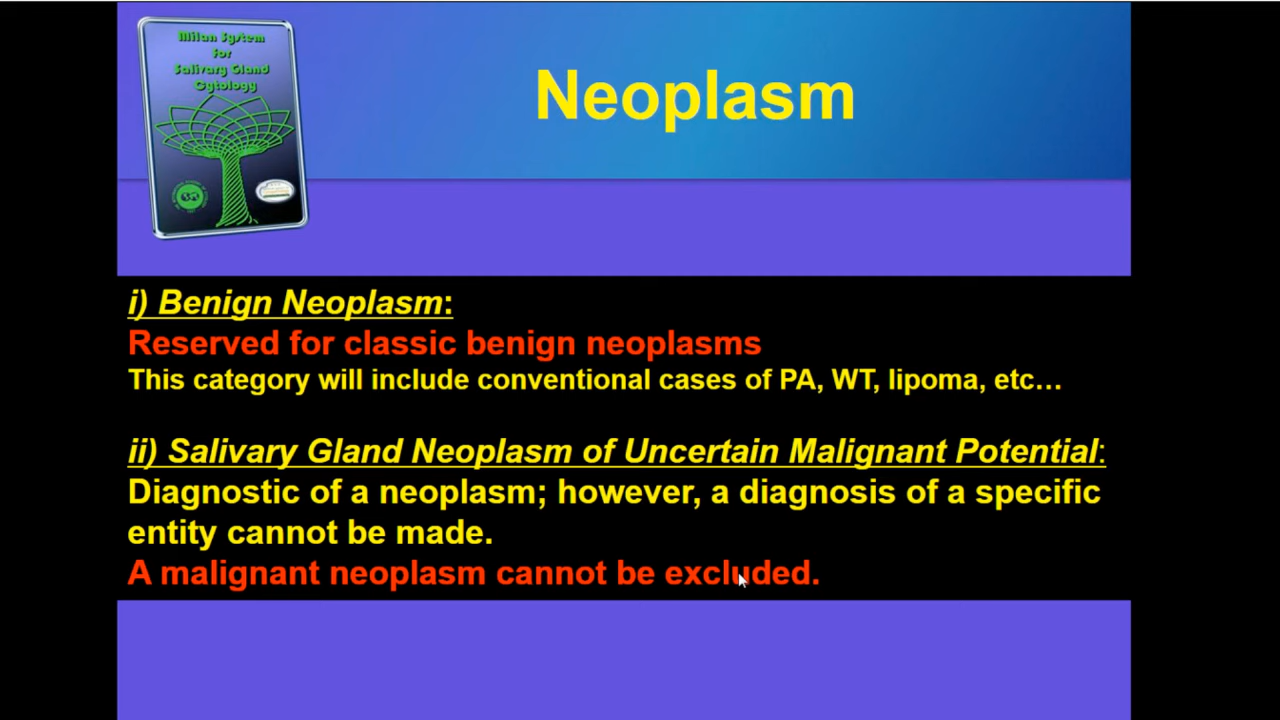 Milan System
For
Salivary Gland
Cytology
Neoplasm
i) Benign Neoplasm:
Reserved for classic benign neoplasms
This category will include conventional cases of PA, WT, lipoma, etc…
ii) Salivary Gland Neoplasm of Uncertain Malignant Potential:
Diagnostic of a neoplasm; however, a diagnosis of a specific
entity cannot be made.
A malignant neoplasm cannot be excluded.